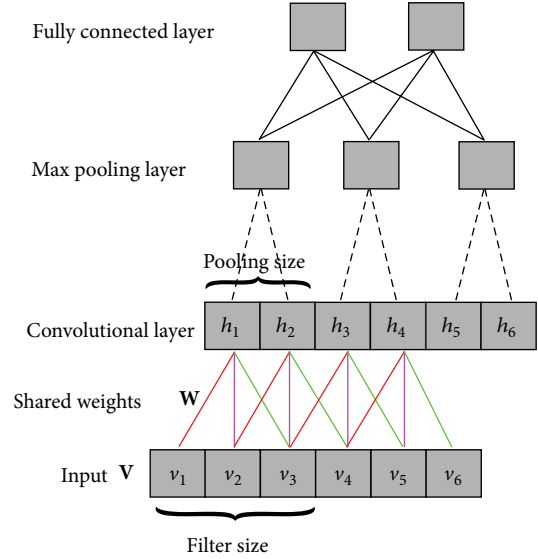 Fully connected layer
Max pooling layer
Pooling size
Convolutional layer h1 h2 h3 h4 h5 h6
Shared weights W
Input V v1 v2 v3 v4 v5 v6
Filter size